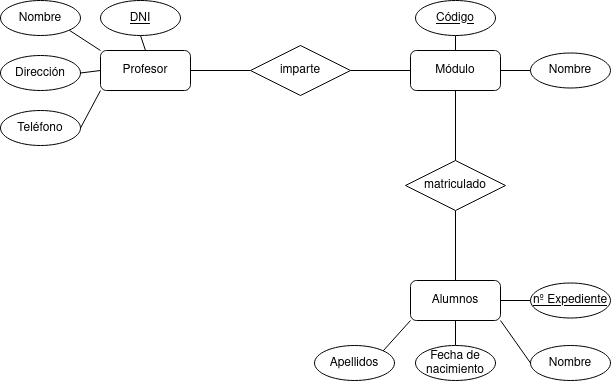 Nombre
DNI
Código
Dirección
Profesor
imparte
Módulo
Nombre
Teléfono
matriculado
Alumnos
nº Expediente
Apellidos
Fecha de
nacimiento
Nombre